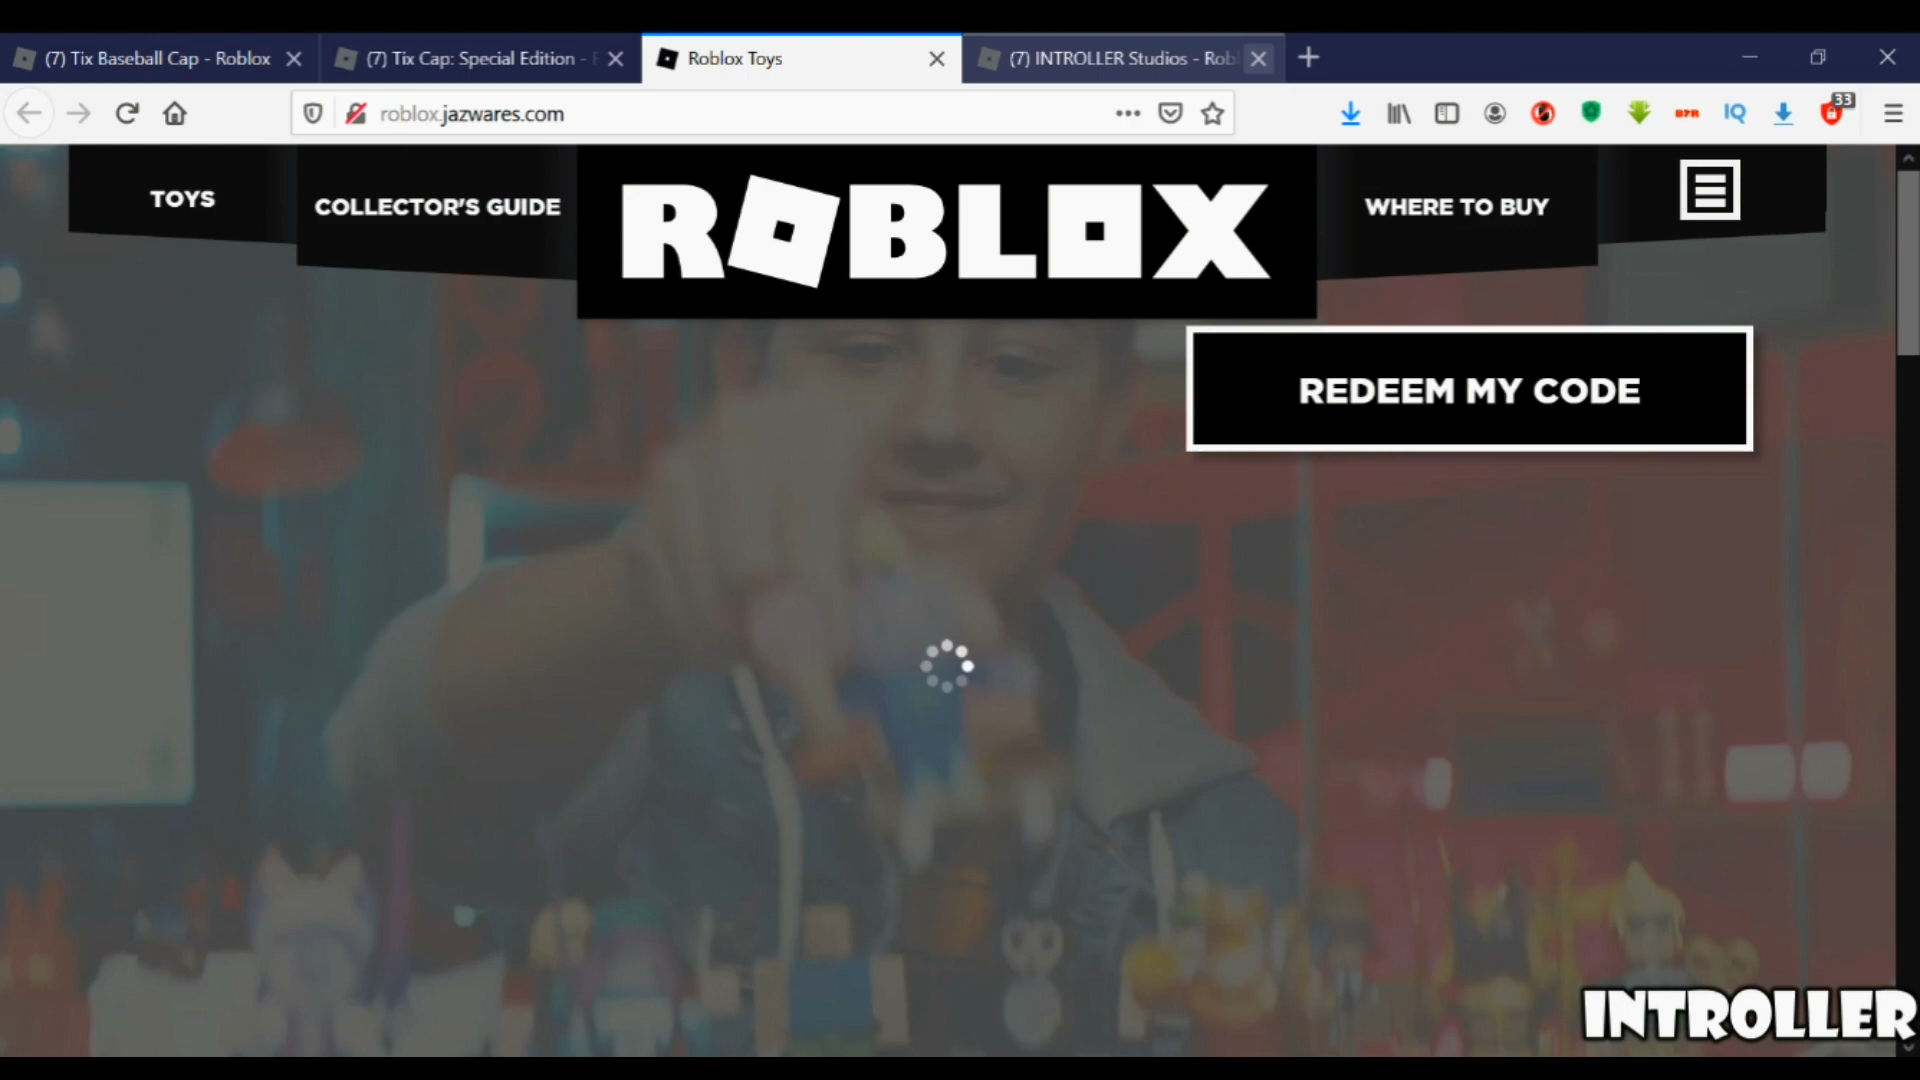 (7) Tix Baseball Cap - Roblox
(7) Tix Cap: Special Edition -
Roblox Toys
(7) INTROLLER Studios - Rob
roblox.jazwares.com
IQ
33
TOYS
COLLECTOR'S GUIDE
ROBLOX
WHERE TO BUY
REDEEM MY CODE
INTROLLER